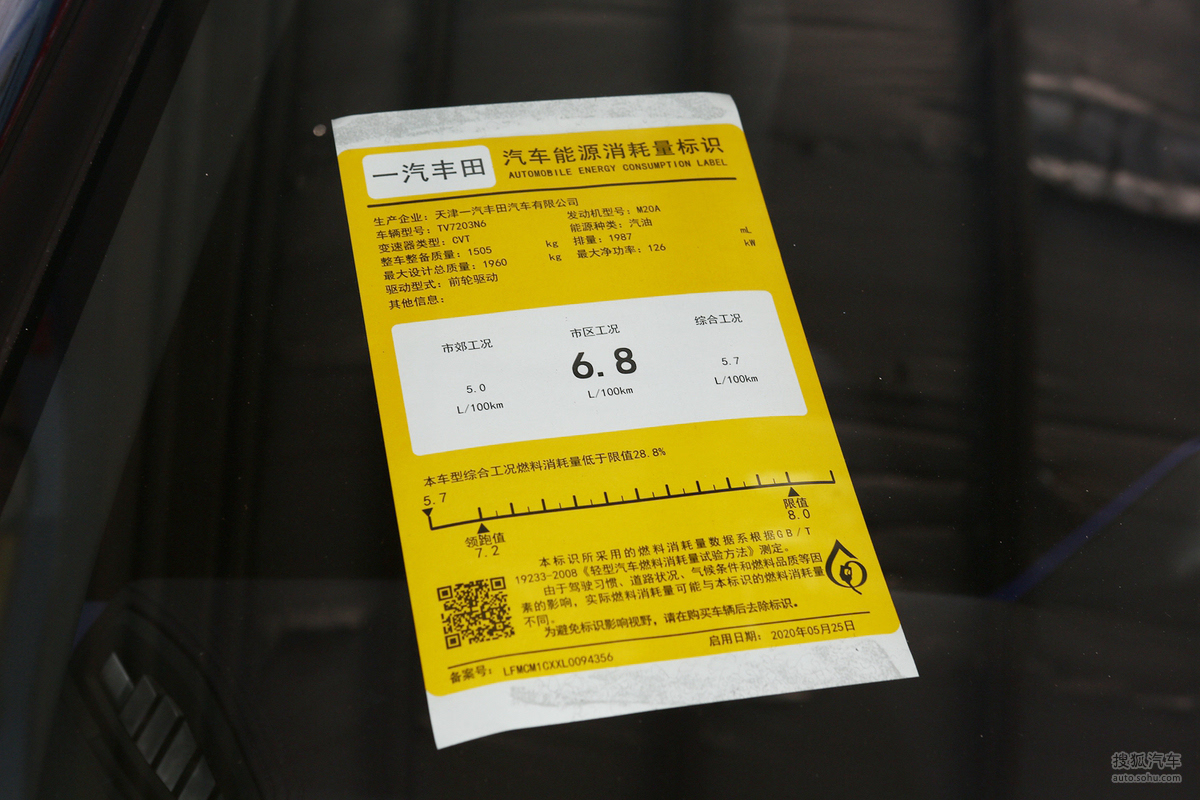 一汽丰田
汽车能源消耗量标识
AUTOMOBILE ENERGY CONSUMPTION LABEL
生产企业：天津一汽丰田汽车有限公司
车辆型号：TV7203N6 发动机型号：M20A
变速器类型：CVT 能源种类：汽油
整车整备质量：1505 kg 排量：1987 mL
最大设计总质量：1960 kg 最大净功率：126 kW
驱动型式：前轮驱动
其他信息：
市郊工况 市区工况 综合工况
5.0 6.8 5.7
L/100km L/100km L/100km
本车型综合工况燃料消耗量低于限值28.8%
5.7
领跑值 限值
7.2 8.0
本标识所采用的燃料消耗量数据系根据GB/T
19233-2008《轻型汽车燃料消耗量试验方法》测定。
由于驾驶习惯、道路状况、气候条件和燃料品质等因
素的影响，实际燃料消耗量可能与本标识的燃料消耗量
不同。
为避免标识影响视野，请在购买车辆后去除标识。
备案号：LFMCM1CXXL0094356 启用日期：2020年05月25日
搜狐汽车
auto.sohu.com